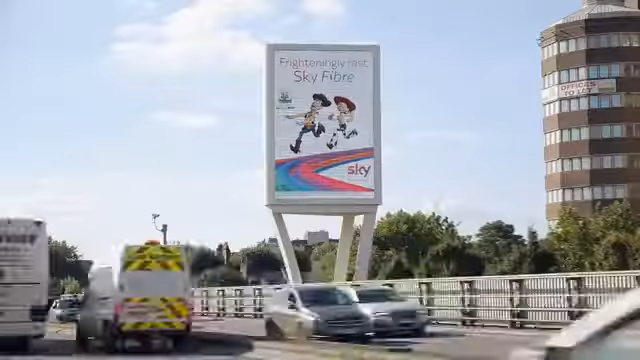 Frighteningly fast
Sky Fibre
sky
OFFICES
TO LET